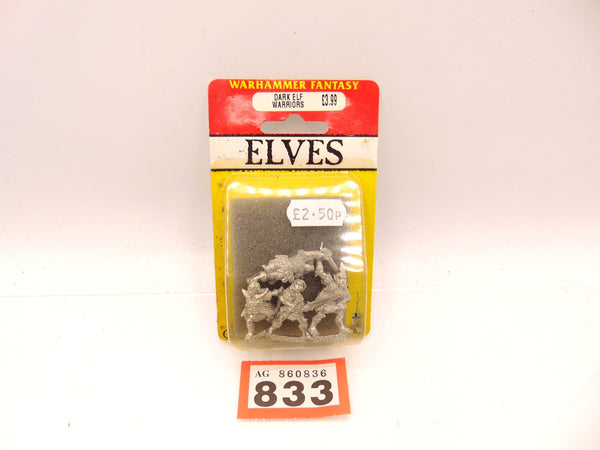 WARHAMMER FANTASY
DARK ELF £3.99
WARRIORS
ELVES
£2.50p
AG 860836
833